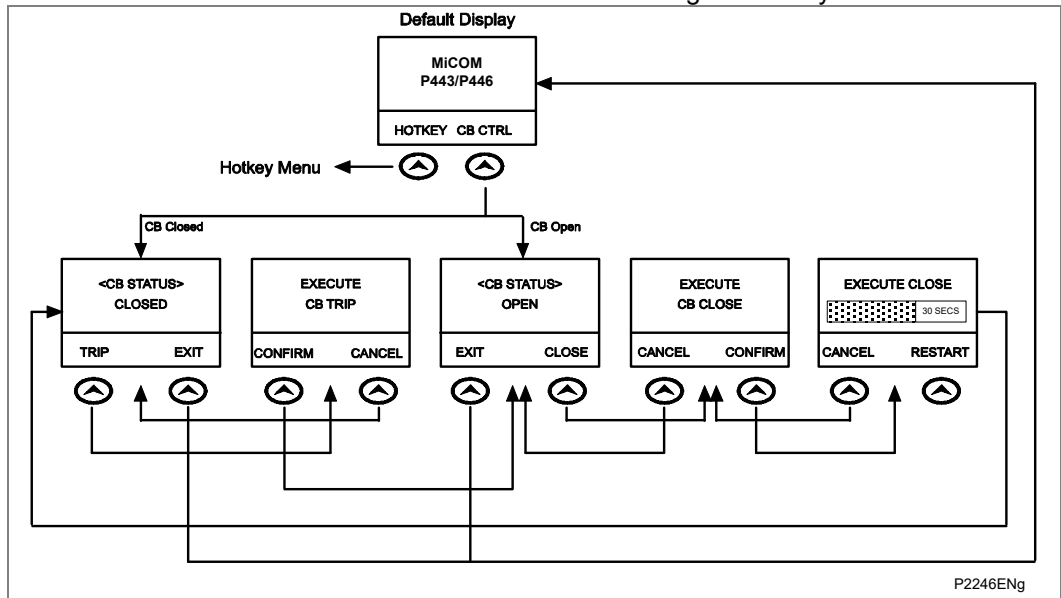 Default Display
MiCOM
P443/P446
HOTKEY CB CTRL
Hotkey Menu
CB Closed
CB Open
<CB STATUS>
CLOSED
TRIP EXIT
EXECUTE
CB TRIP
CONFIRM CANCEL
<CB STATUS>
OPEN
EXIT CLOSE
EXECUTE
CB CLOSE
CANCEL CONFIRM
EXECUTE CLOSE
30 SECS
CANCEL RESTART
P2246ENg